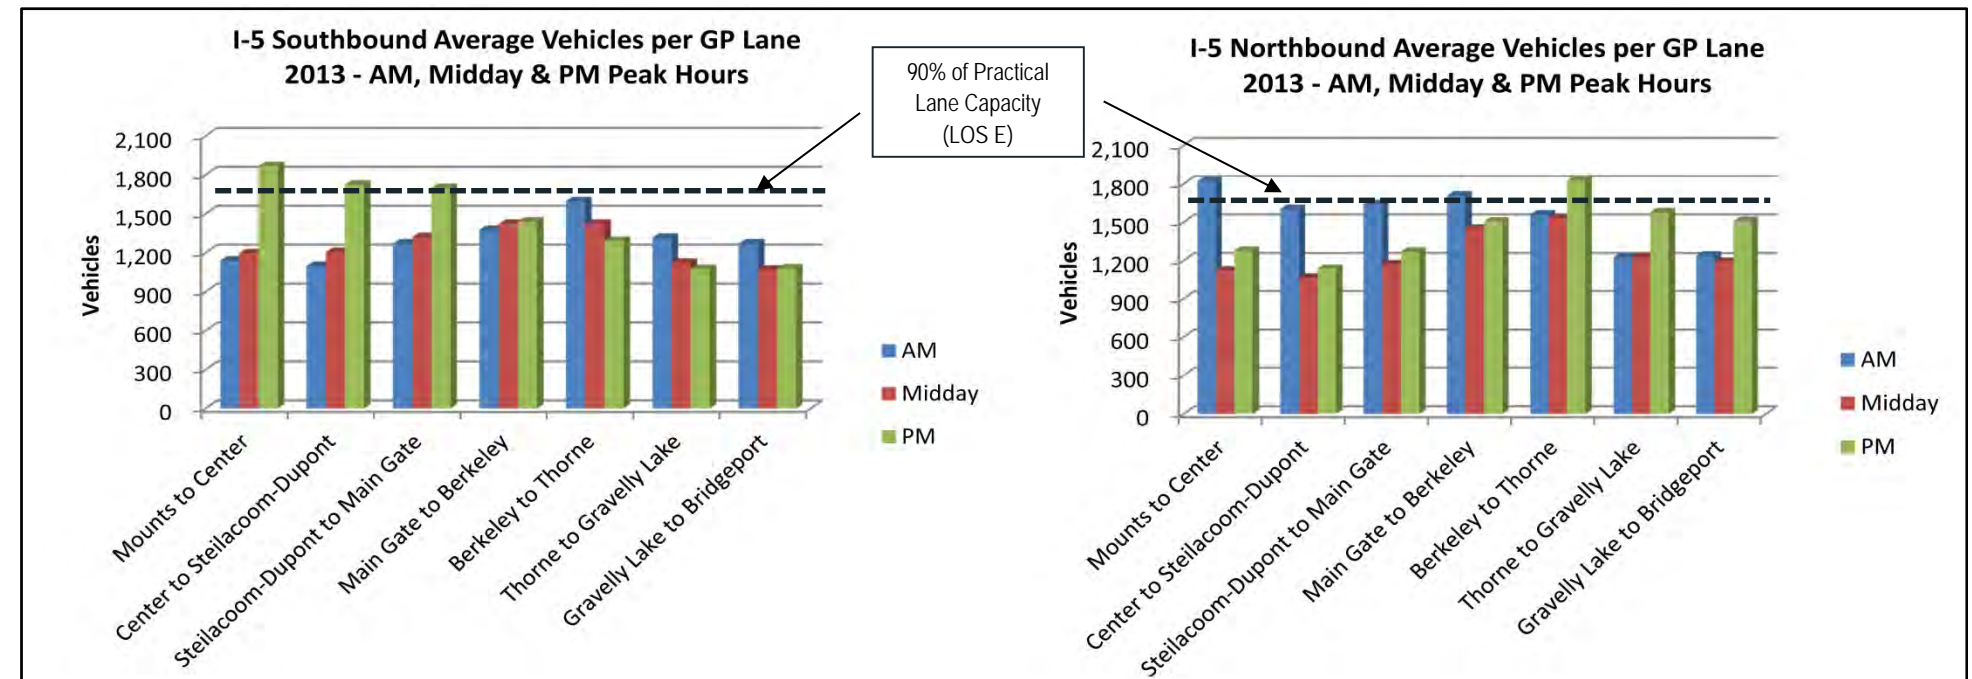 I-5 Southbound Average Vehicles per GP Lane
2013 - AM, Midday & PM Peak Hours
2,100
1,800
1,500
1,200
900
600
300
0
Vehicles
Mounts to Center
Center to Steilacoom-Dupont
Steilacoom-Dupont to Main Gate
Main Gate to Berkeley
Berkeley to Thorne
Thorne to Gravelly Lake
Gravelly Lake to Bridgeport
AM
Midday
PM
90% of Practical
Lane Capacity
(LOS E)
I-5 Northbound Average Vehicles per GP Lane
2013 - AM, Midday & PM Peak Hours
2,100
1,800
1,500
1,200
900
600
300
0
Vehicles
Mounts to Center
Center to Steilacoom-Dupont
Steilacoom-Dupont to Main Gate
Main Gate to Berkeley
Berkeley to Thorne
Thorne to Gravelly Lake
Gravelly Lake to Bridgeport
AM
Midday
PM